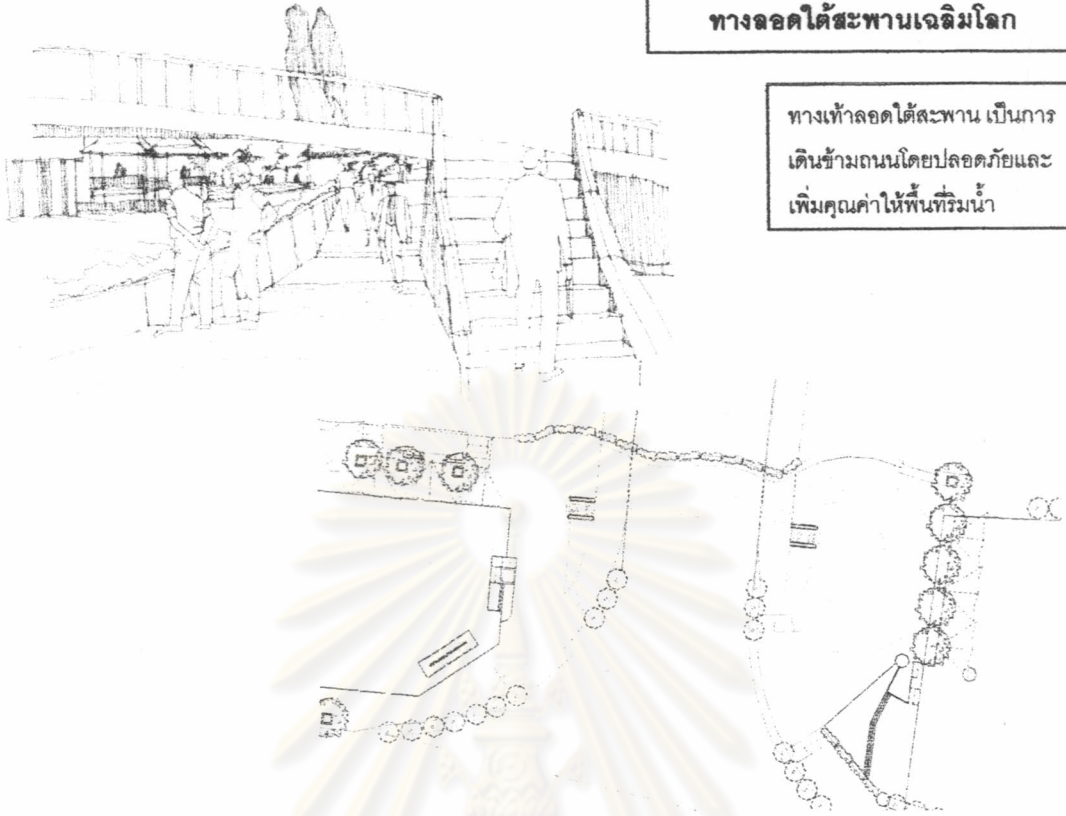 ทางลอดใต้สะพานเฉลิมโลก
ทางเท้าลอดใต้สะพาน เป็นการ
เดินข้ามถนนโดยปลอดภัยและ
เพิ่มคุณค่าให้พื้นที่ริมน้ำ